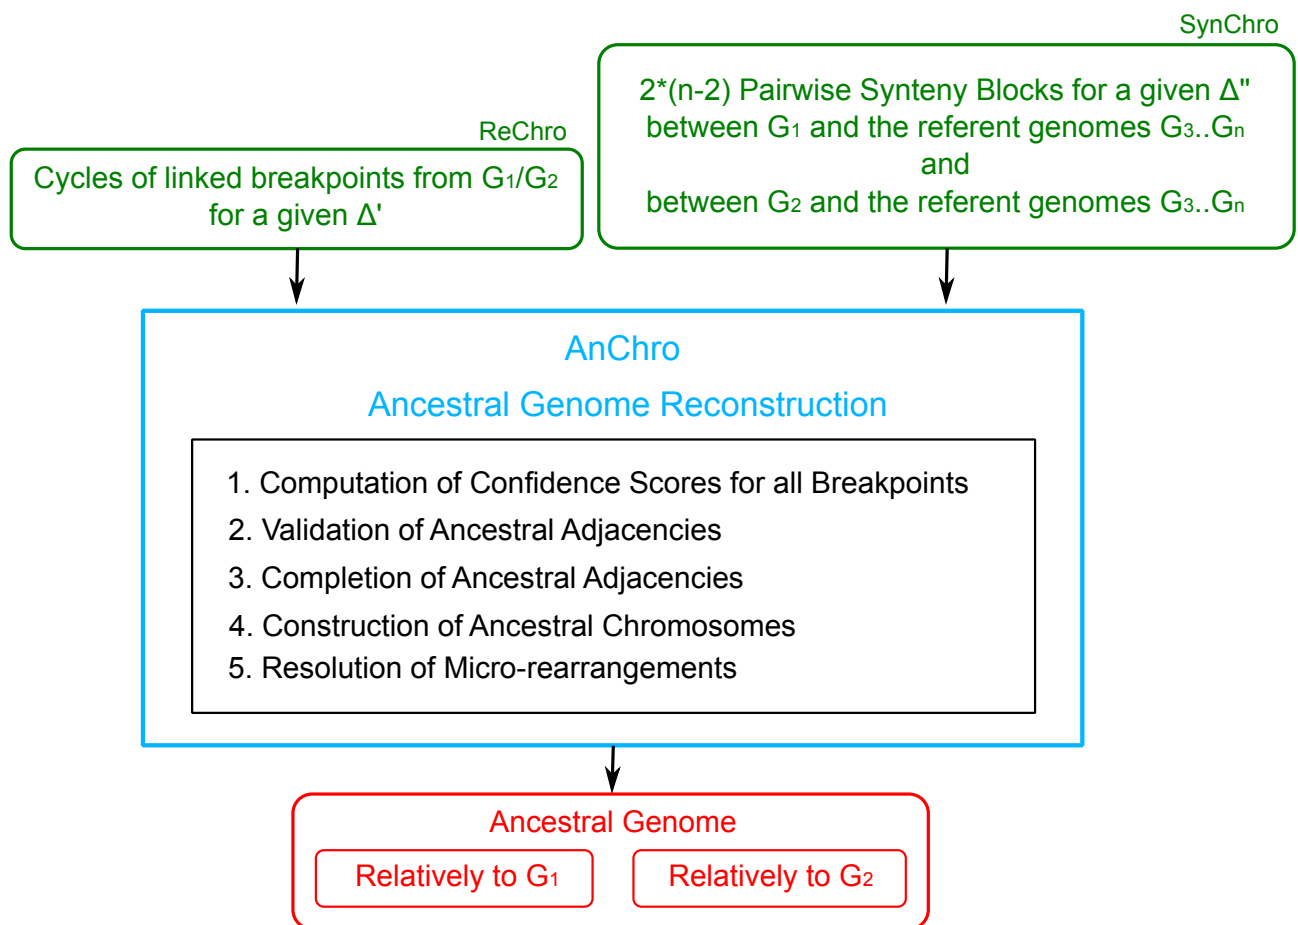 SynChro
2*(n-2) Pairwise Synteny Blocks for a given Δ"
between G1 and the referent genomes G3..Gn
and
between G2 and the referent genomes G3..Gn
ReChro
Cycles of linked breakpoints from G1/G2
for a given Δ'
AnChro
Ancestral Genome Reconstruction
1. Computation of Confidence Scores for all Breakpoints
2. Validation of Ancestral Adjacencies
3. Completion of Ancestral Adjacencies
4. Construction of Ancestral Chromosomes
5. Resolution of Micro-rearrangements
Ancestral Genome
Relatively to G1
Relatively to G2